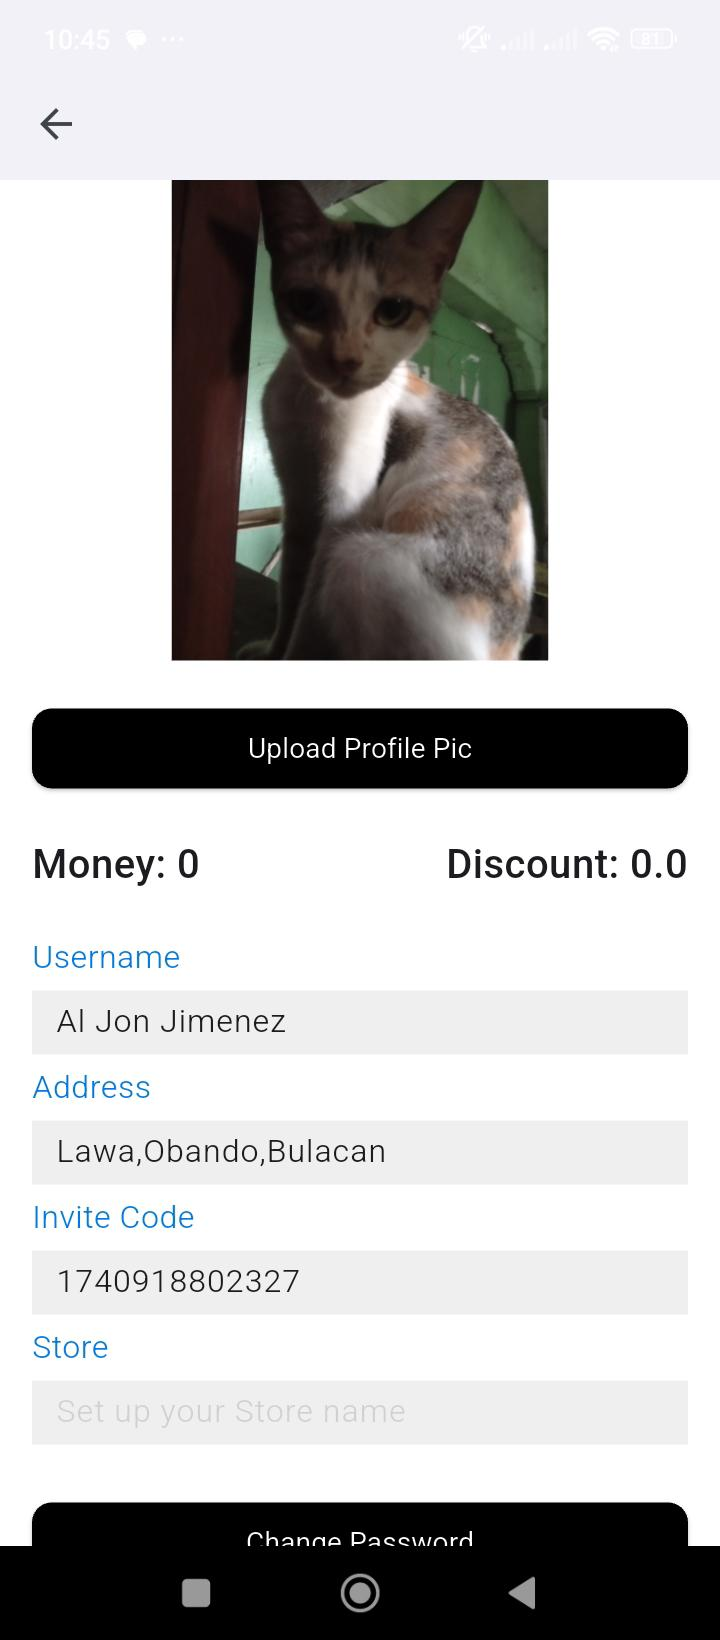 10:45
81
Upload Profile Pic
Money: 0 Discount: 0.0
Username
Al Jon Jimenez
Address
Lawa,Obando,Bulacan
Invite Code
1740918802327
Store
Set up your Store name
Change Password